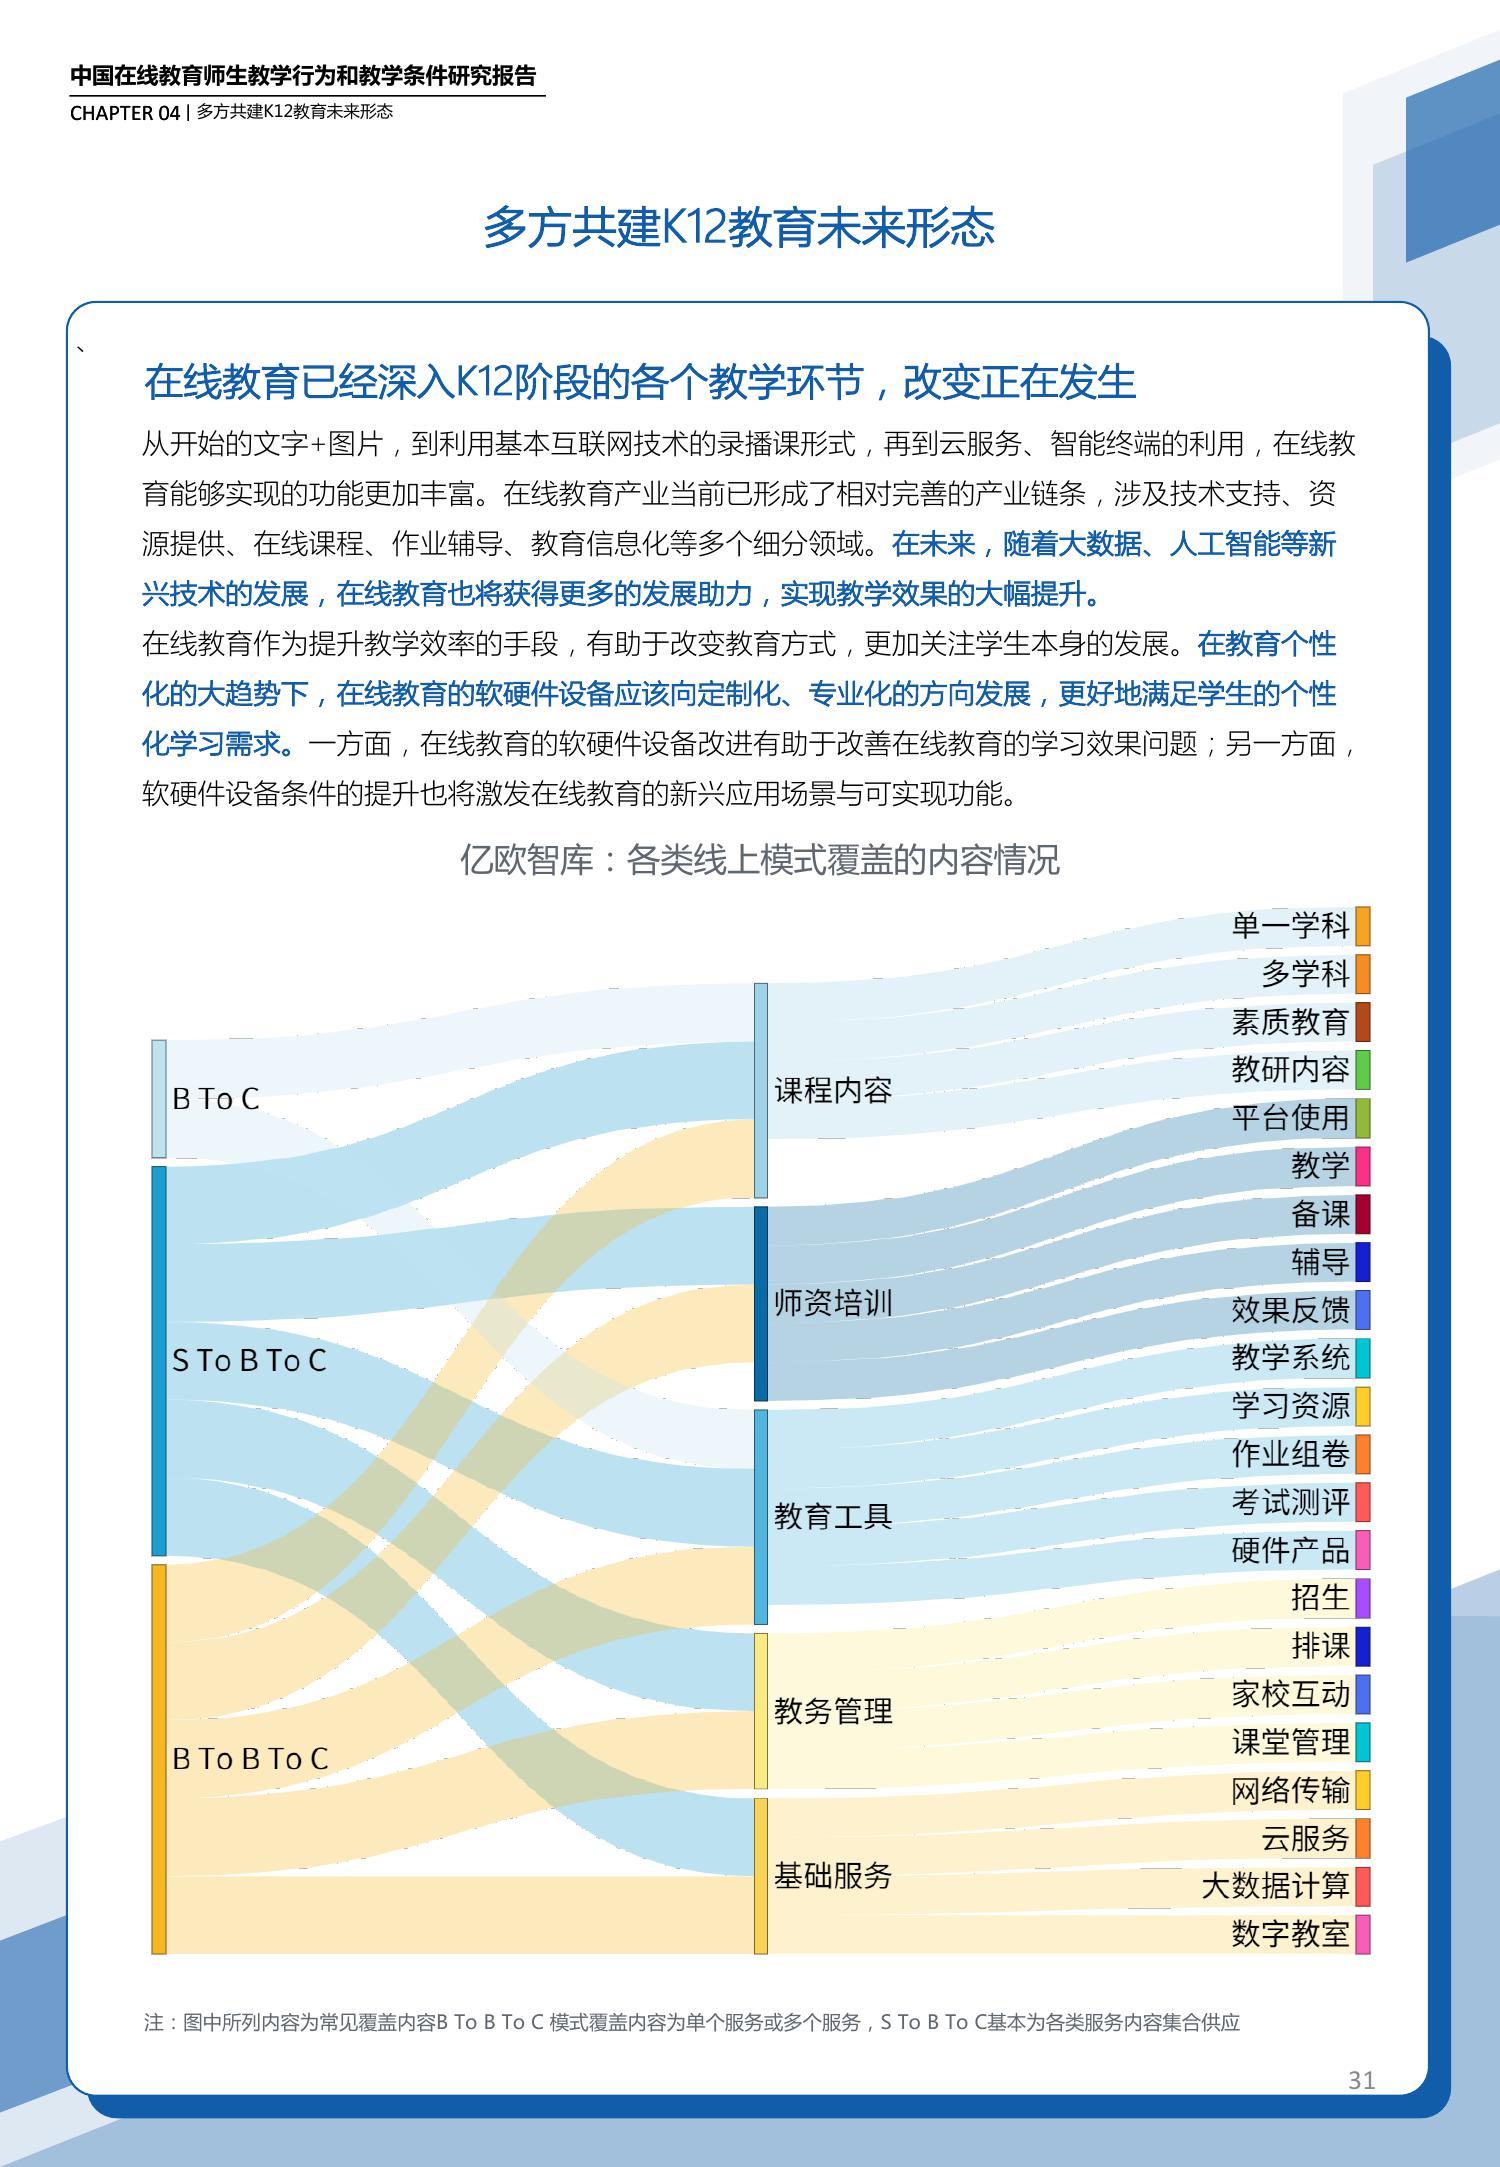 中国在线教育师生教学行为和教学条件研究报告
CHAPTER 04 | 多方共建K12教育未来形态
多方共建K12教育未来形态
、
在线教育已经深入K12阶段的各个教学环节，改变正在发生
从开始的文字+图片，到利用基本互联网技术的录播课形式，再到云服务、智能终端的利用，在线教
育能够实现的功能更加丰富。在线教育产业当前已形成了相对完善的产业链条，涉及技术支持、资
源提供、在线课程、作业辅导、教育信息化等多个细分领域。在未来，随着大数据、人工智能等新
兴技术的发展，在线教育也将获得更多的发展助力，实现教学效果的大幅提升。
在线教育作为提升教学效率的手段，有助于改变教育方式，更加关注学生本身的发展。在教育个性
化的大趋势下，在线教育的软硬件设备应该向定制化、专业化的方向发展，更好地满足学生的个性
化学习需求。一方面，在线教育的软硬件设备改进有助于改善在线教育的学习效果问题；另一方面，
软硬件设备条件的提升也将激发在线教育的新兴应用场景与可实现功能。
亿欧智库：各类线上模式覆盖的内容情况
B To C
S To B To C
B To B To C
课程内容
师资培训
教育工具
教务管理
基础服务
单一学科
多学科
素质教育
教研内容
平台使用
教学
备课
辅导
效果反馈
教学系统
学习资源
作业组卷
考试测评
硬件产品
招生
排课
家校互动
课堂管理
网络传输
云服务
大数据计算
数字教室
注：图中所列内容为常见覆盖内容B To B To C 模式覆盖内容为单个服务或多个服务，S To B To C基本为各类服务内容集合供应
31